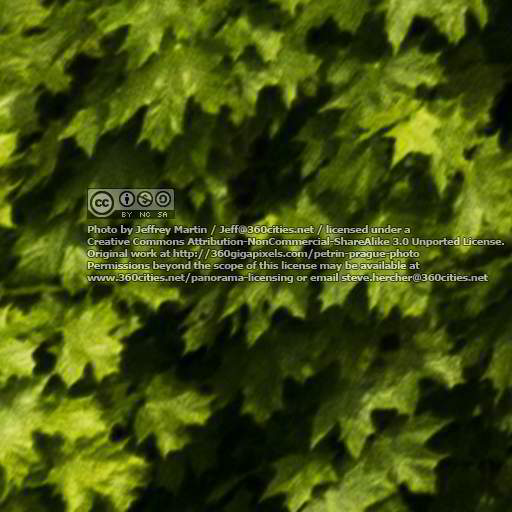 cc
BY NC SA
Photo by Jeffrey Martin / Jeff@360cities.net / licensed under a
Creative Commons Attribution-NonCommercial-ShareAlike 3.0 Unported License.
Original work at http://360gigapixels.com/petrin-prague-photo
Permissions beyond the scope of this license may be available at
www.360cities.net/panorama-licensing or email steve.hercher@360cities.net